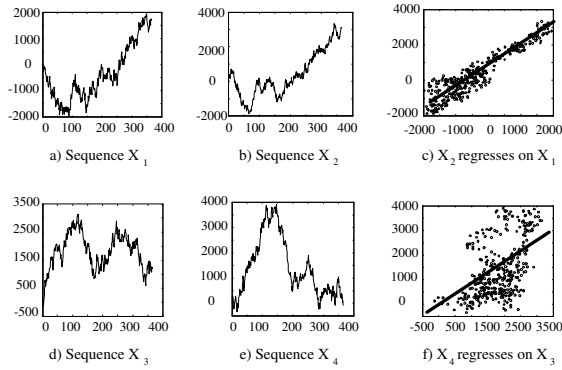 2000
1000
0
-1000
-2000
0 100 200 300 400
a) Sequence X 1
4000
2000
0
-2000
0 100 200 300 400
b) Sequence X 2
4000
2000
0
-2000
-2000 -1000 0 1000 2000
c) X 2 regresses on X 1
3500
2500
1500
500
-500
0 100 200 300 400
d) Sequence X 3
4000
3000
2000
1000
0
0 100 200 300 400
e) Sequence X 4
4000
3000
2000
1000
0
-500 500 1500 2500 3500
f) X 4 regresses on X 3